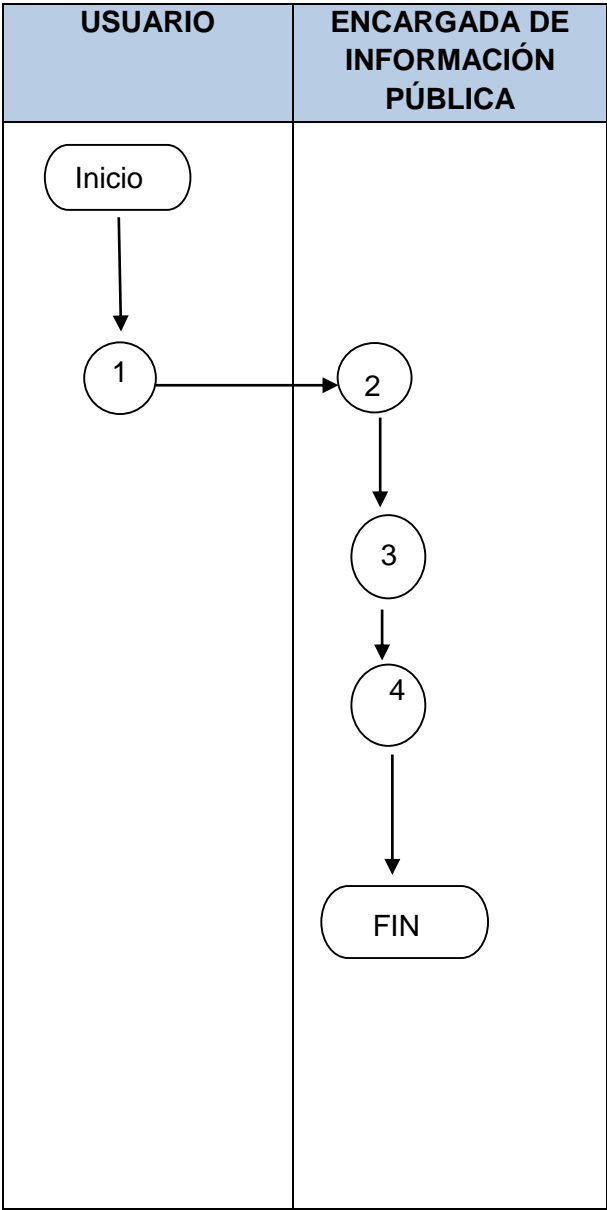 USUARIO
ENCARGADA DE
INFORMACIÓN
PÚBLICA
Inicio
1
2
3
4
FIN